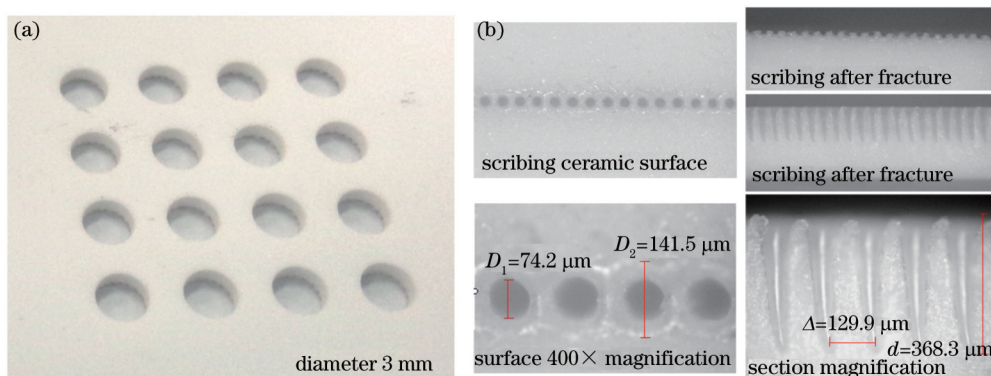 (a)
diameter 3 mm
(b)
scribing ceramic surface
scribing after fracture
scribing after fracture
D₁=74.2 μm
D₂=141.5 μm
surface 400× magnification
Δ=129.9 μm
d=368.3 μm
section magnification